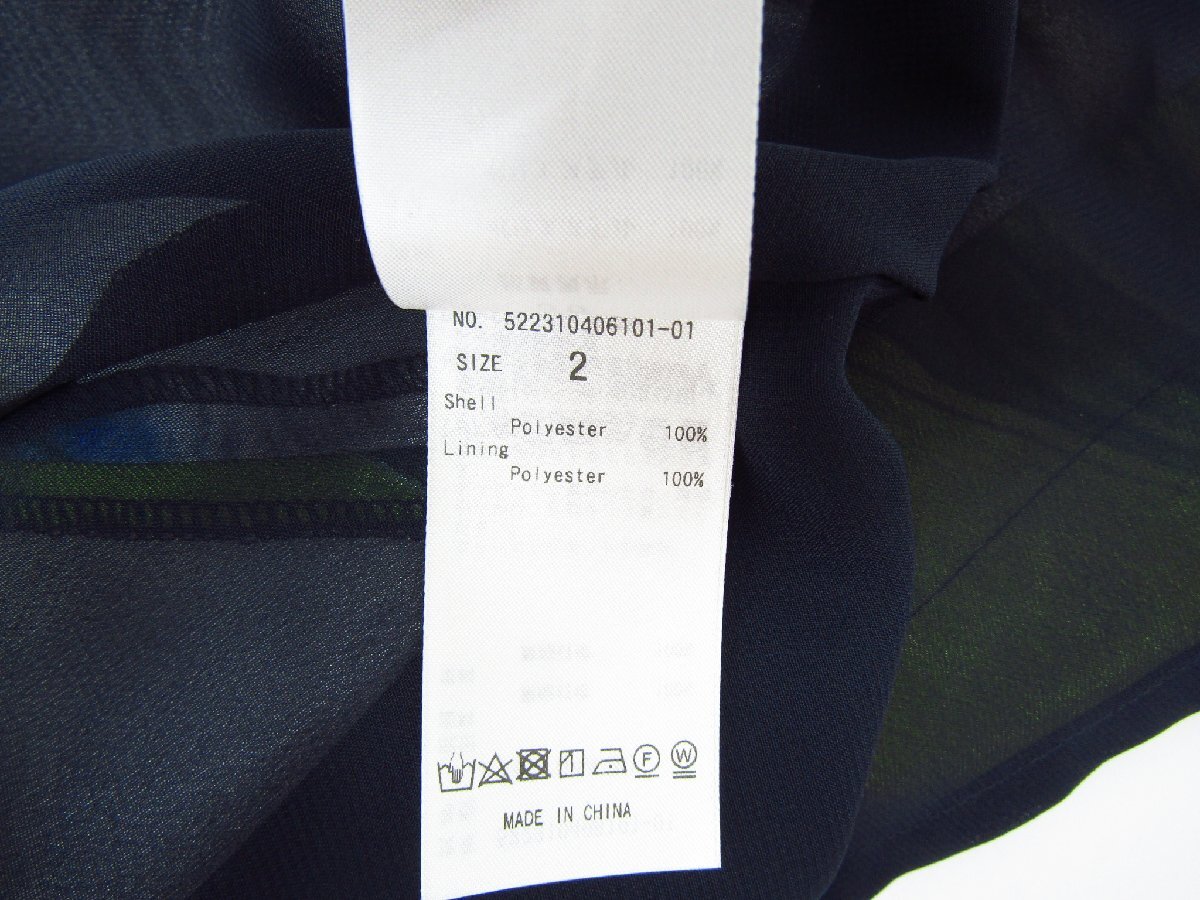 NO. 522310406101-01
SIZE 2
Shell
Polyester 100%
Lining
Polyester 100%
F W
MADE IN CHINA